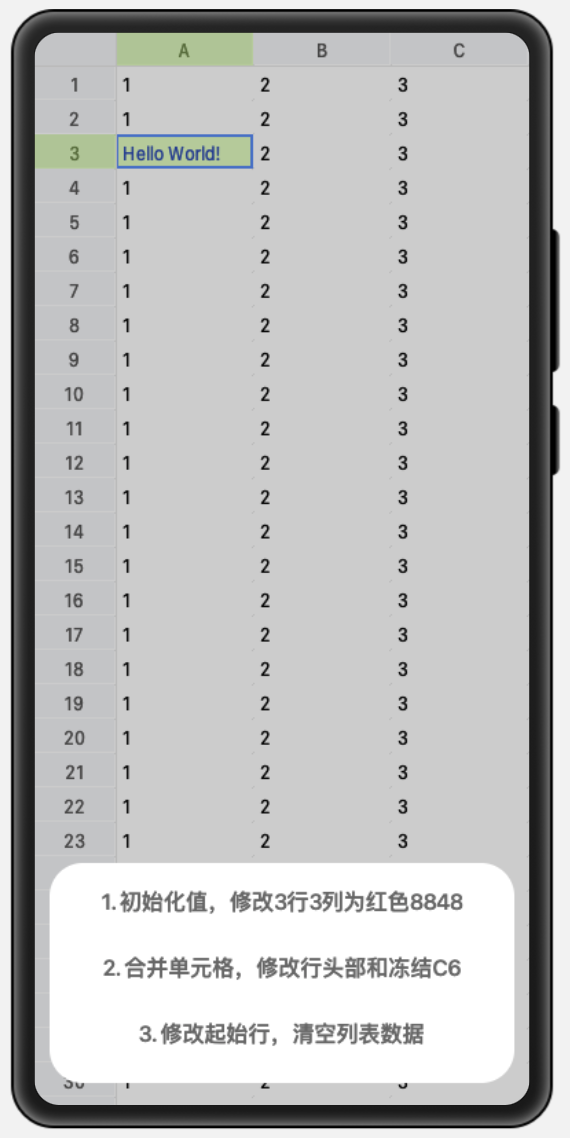 A B C
1 1 2 3
2 1 2 3
3 Hello World! 2 3
4 1 2 3
5 1 2 3
6 1 2 3
7 1 2 3
8 1 2 3
9 1 2 3
10 1 2 3
11 1 2 3
12 1 2 3
13 1 2 3
14 1 2 3
15 1 2 3
16 1 2 3
17 1 2 3
18 1 2 3
19 1 2 3
20 1 2 3
21 1 2 3
22 1 2 3
23 1 2 3
1.初始化值，修改3行3列为红色8848
2.合并单元格，修改行头部和冻结C6
3.修改起始行，清空列表数据